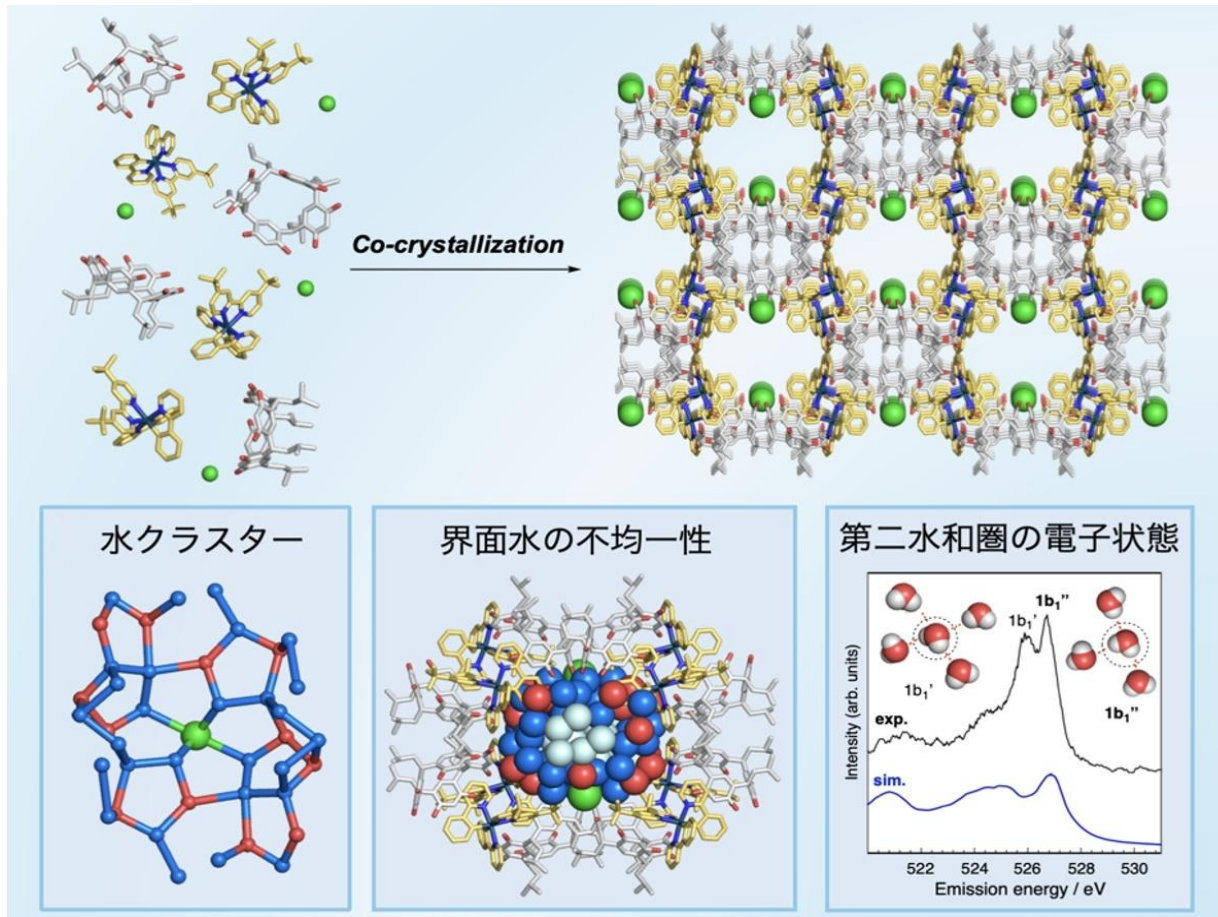 Co-crystallization
水クラスター
界面水の不均一性
第二水和圏の電子状態
1b₁''
1b₁'
1b₁'
1b₁''
exp.
sim.
Intensity (arb. units)
522 524 526 528 530
Emission energy / eV